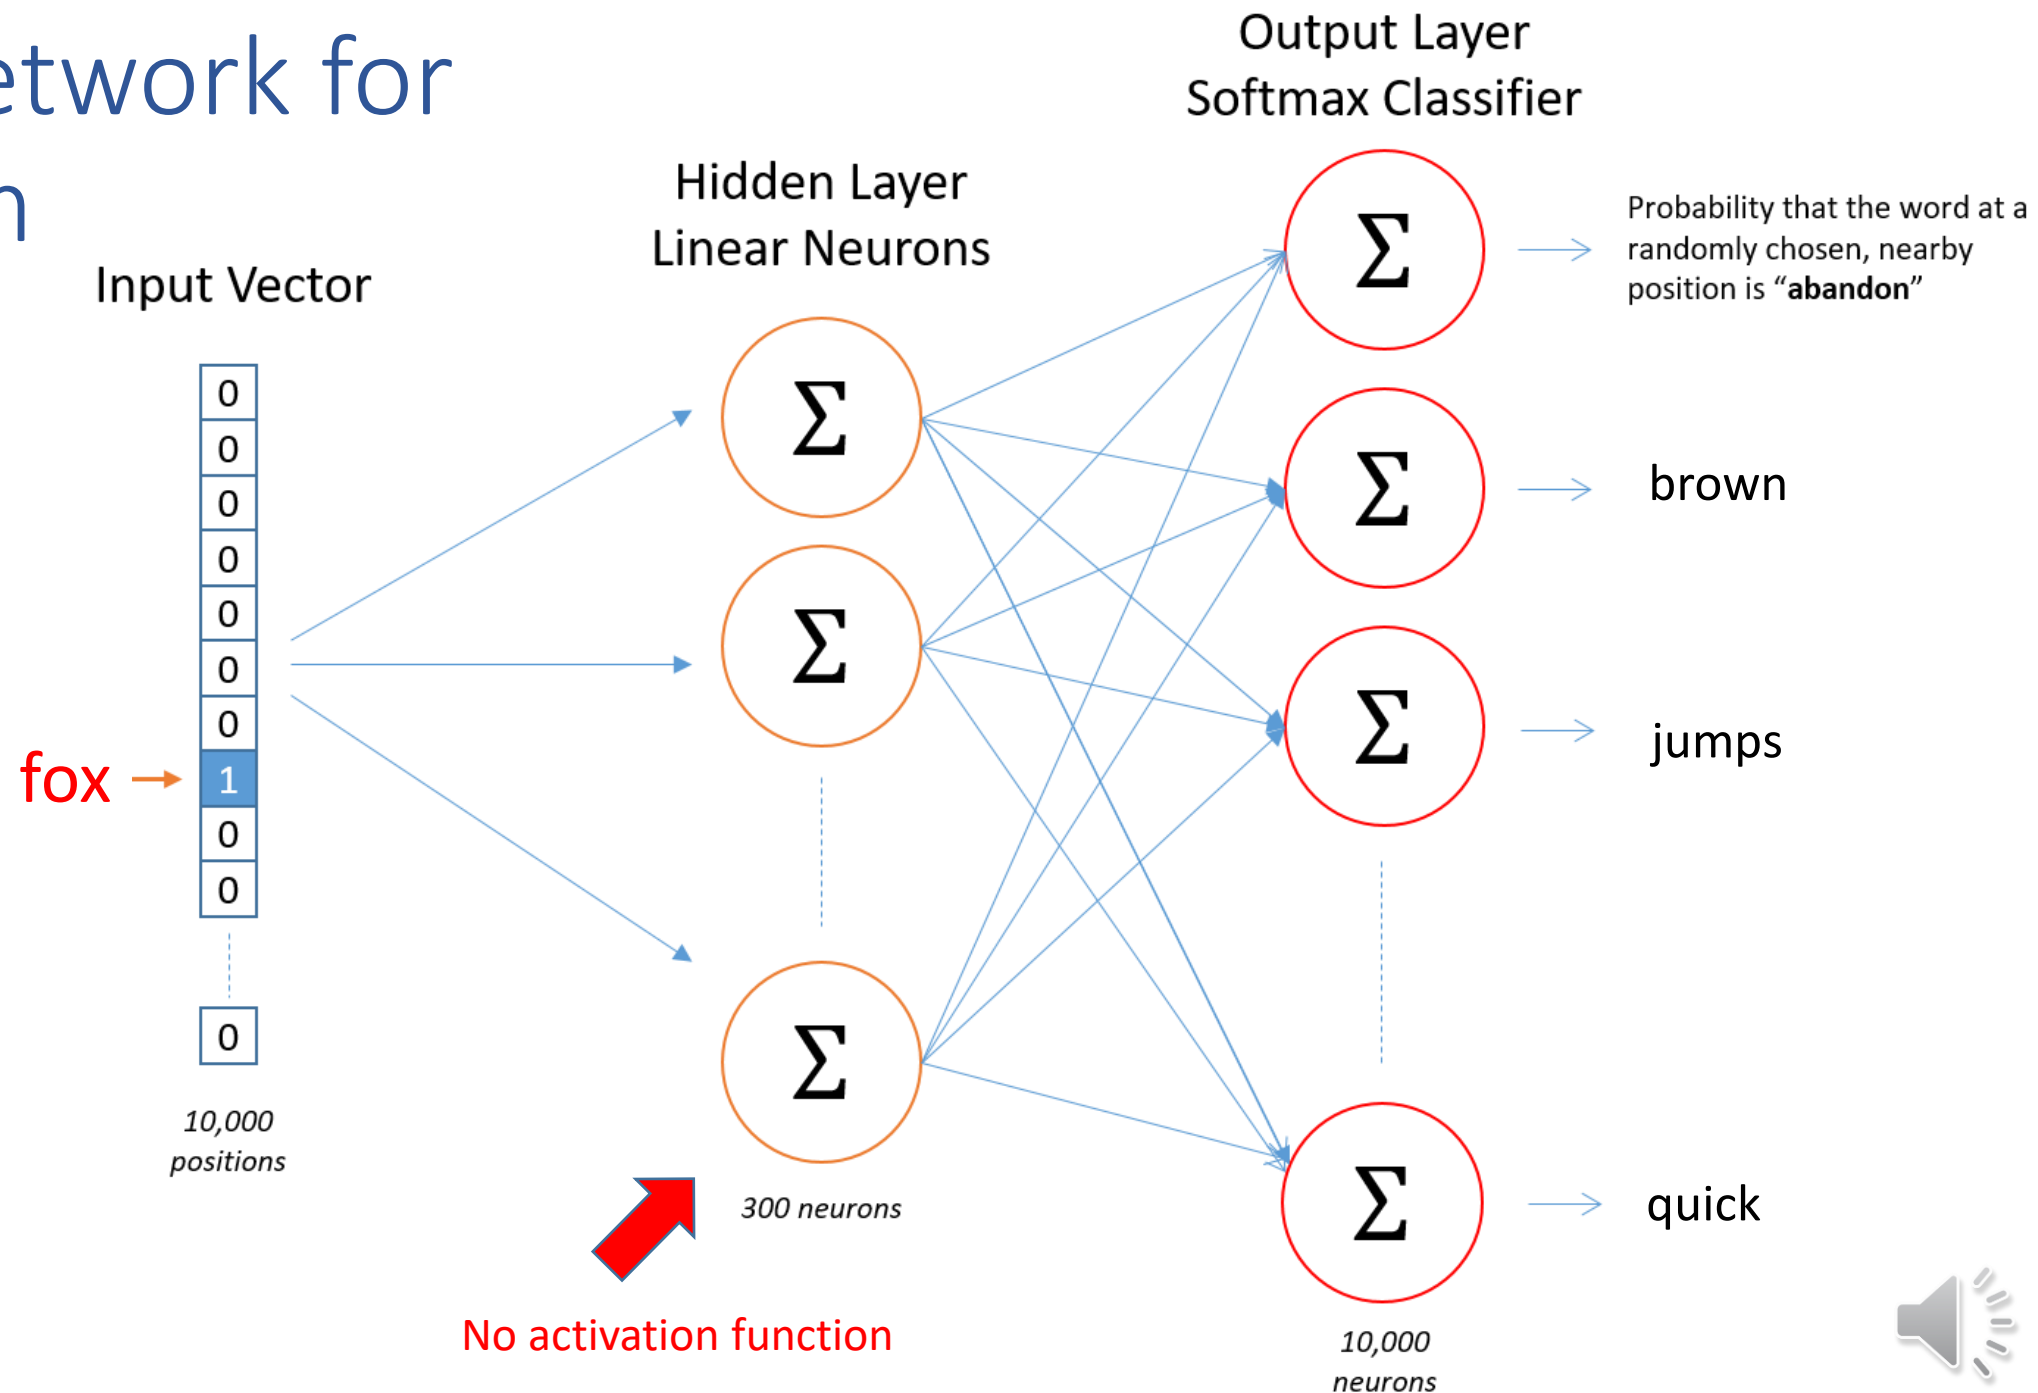 etwork for
n
Input Vector
0
0
0
0
0
0
0
fox
1
0
0
0
10,000
positions
Hidden Layer
Linear Neurons
Σ
Σ
Σ
300 neurons
No activation function
Output Layer
Softmax Classifier
Σ
Probability that the word at a
randomly chosen, nearby
position is “abandon”
Σ
brown
Σ
jumps
Σ
quick
10,000
neurons